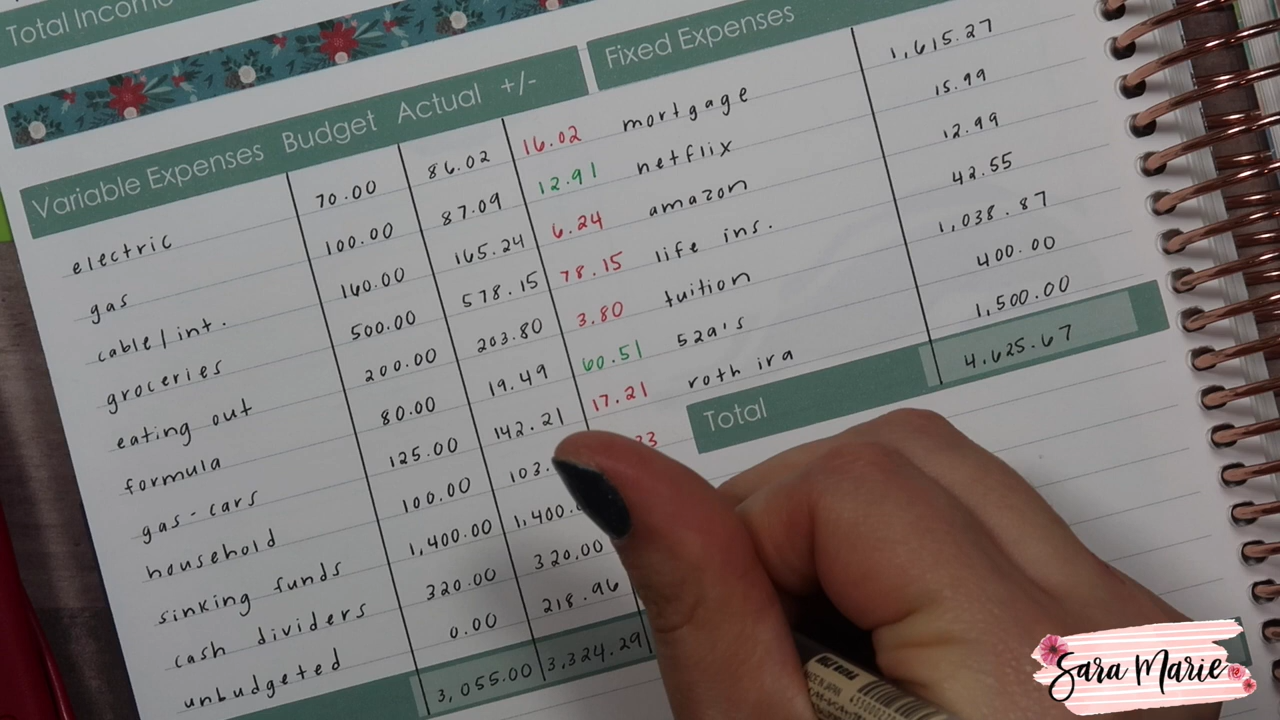 Total Income
Variable Expenses Budget Actual +/-
electric 70.00 86.02 16.02
gas 100.00 87.09 12.91
cable/int. 160.00 165.24 6.24
groceries 500.00 578.15 78.15
eating out 200.00 203.80 3.80
formula 80.00 19.49 60.51
gas-cars 125.00 142.21 17.21
household 100.00 103.
sinking funds 1,400.00 1,400.
cash dividers 320.00 320.00
unbudgeted 0.00 218.96
3,055.00 3,324.29
Fixed Expenses
mortgage 1,615.27
netflix 15.99
amazon 12.99
life ins. 42.55
tuition 1,038.87
529's 400.00
roth ira 1,500.00
Total 4.625.67
Sara Marie